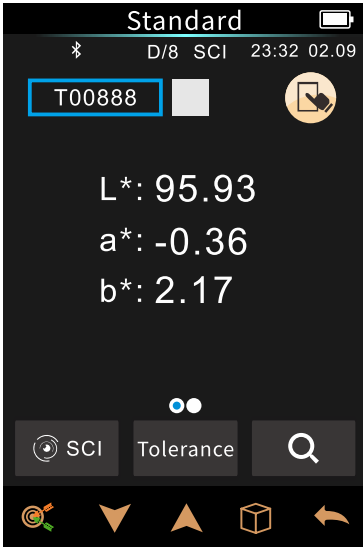 Standard
D/8 SCI 23:32 02.09
T00888
L*: 95.93
a*: -0.36
b*: 2.17
SCI Tolerance